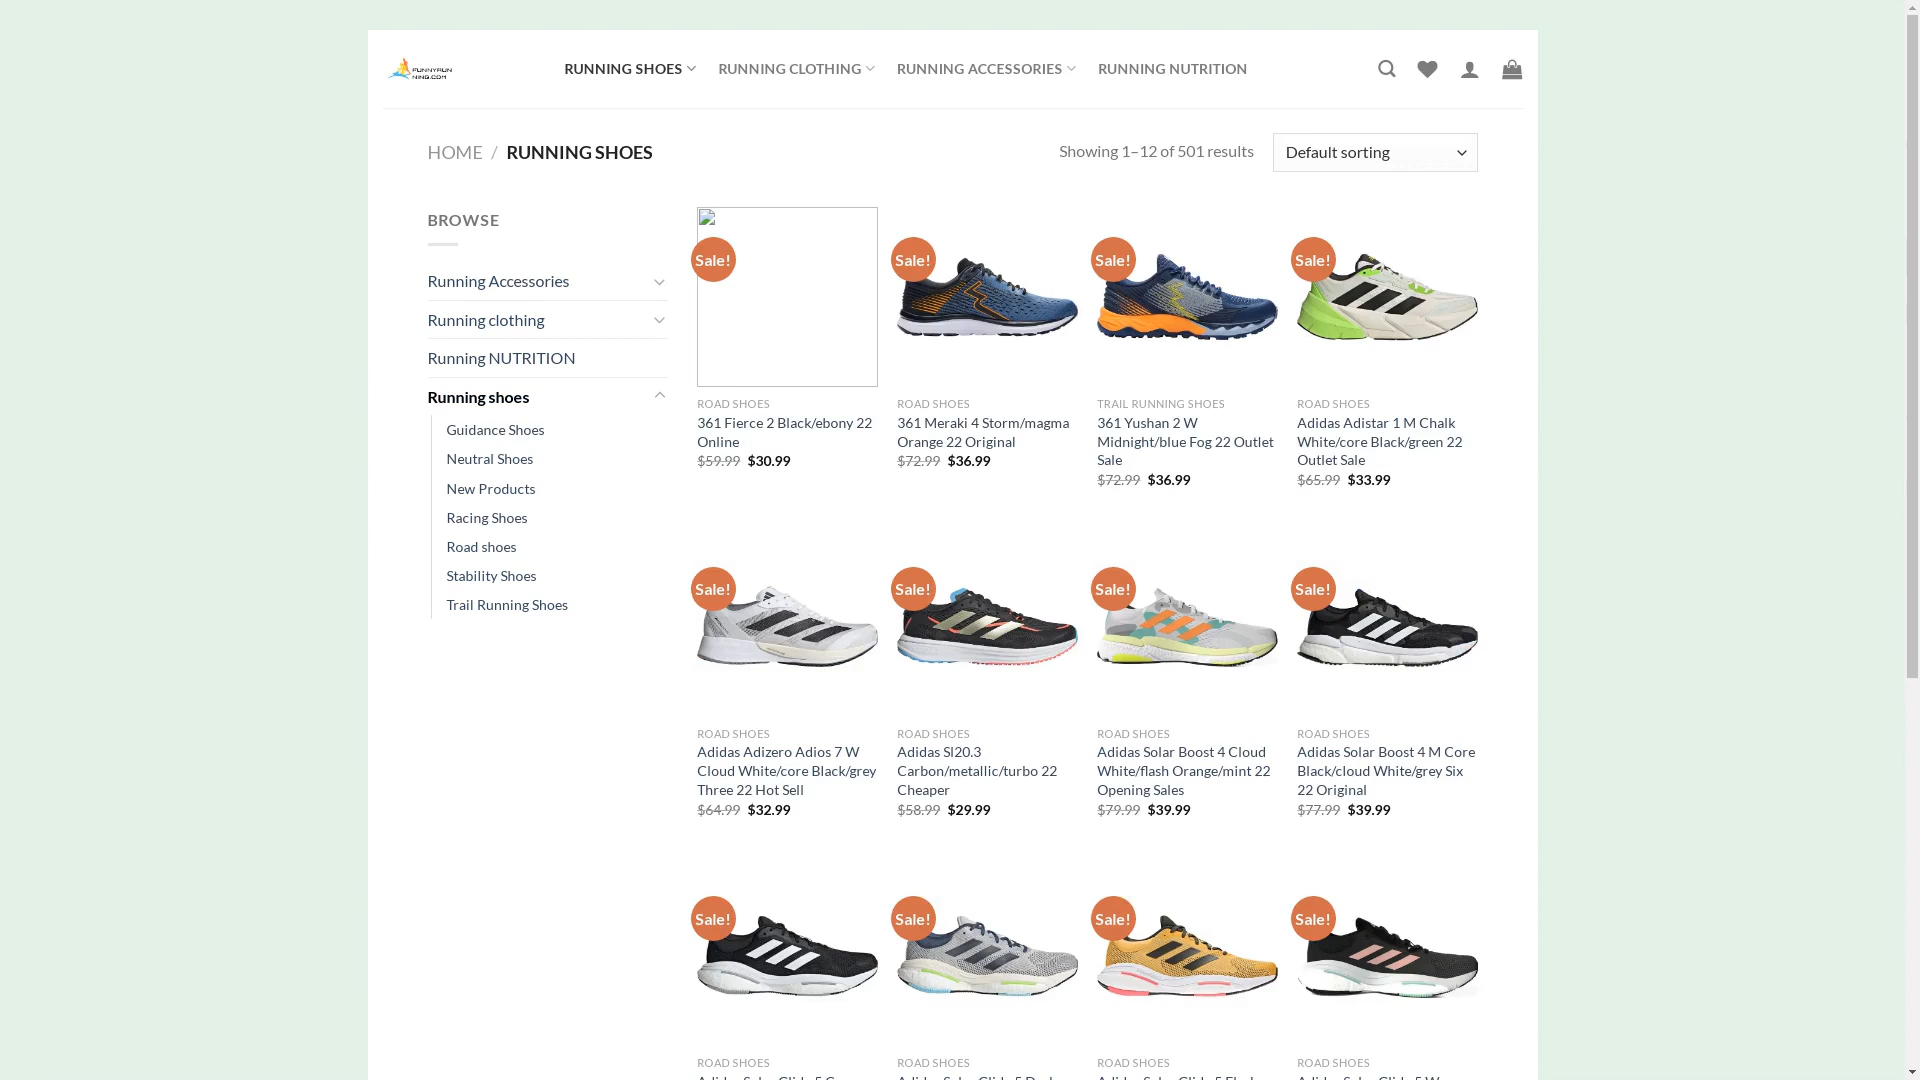 FUNNYRUN
NING.COM
RUNNING SHOES
RUNNING CLOTHING
RUNNING ACCESSORIES
RUNNING NUTRITION
HOME / RUNNING SHOES
Showing 1–12 of 501 results
Default sorting
BROWSE
Running Accessories
Running clothing
Running NUTRITION
Running shoes
Guidance Shoes
Neutral Shoes
New Products
Racing Shoes
Road shoes
Stability Shoes
Trail Running Shoes
Sale!
ROAD SHOES
361 Fierce 2 Black/ebony 22
Online
$59.99 $30.99
Sale!
ROAD SHOES
361 Meraki 4 Storm/magma
Orange 22 Original
$72.99 $36.99
Sale!
TRAIL RUNNING SHOES
361 Yushan 2 W
Midnight/blue Fog 22 Outlet
Sale
$72.99 $36.99
Sale!
ROAD SHOES
Adidas Adistar 1 M Chalk
White/core Black/green 22
Outlet Sale
$65.99 $33.99
Sale!
ROAD SHOES
Adidas Adizero Adios 7 W
Cloud White/core Black/grey
Three 22 Hot Sell
$64.99 $32.99
Sale!
ROAD SHOES
Adidas Sl20.3
Carbon/metallic/turbo 22
Cheaper
$58.99 $29.99
Sale!
ROAD SHOES
Adidas Solar Boost 4 Cloud
White/flash Orange/mint 22
Opening Sales
$79.99 $39.99
Sale!
ROAD SHOES
Adidas Solar Boost 4 M Core
Black/cloud White/grey Six
22 Original
$77.99 $39.99
Sale!
ROAD SHOES
Sale!
ROAD SHOES
Sale!
ROAD SHOES
Sale!
ROAD SHOES